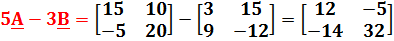 5A − 3B = [15 10; −5 20] − [3 15; 9 −12] = [12 −5; −14 32]